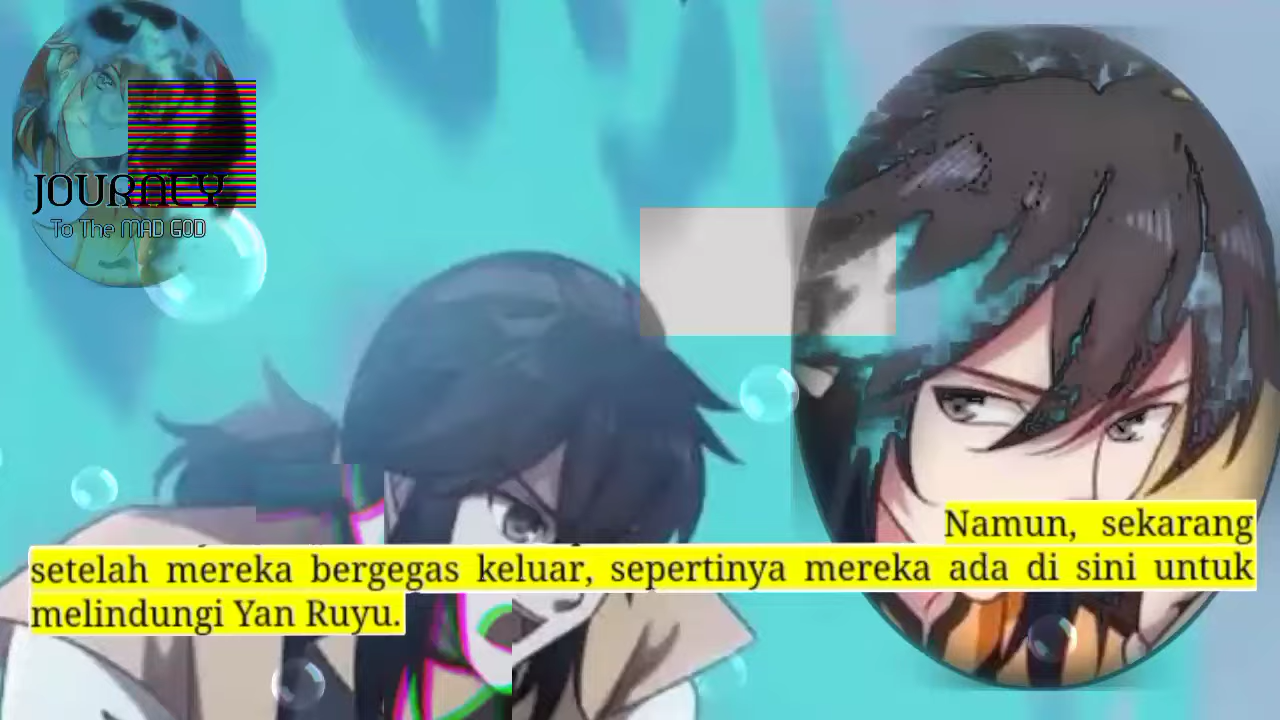 JOURNEY
To The MAD GOD
Namun, sekarang
setelah mereka bergegas keluar, sepertinya mereka ada di sini untuk
melindungi Yan Ruyu.